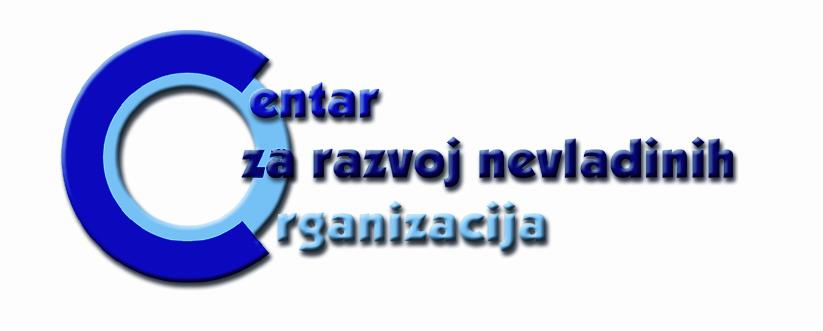 Centar
za razvoj nevladinih
Organizacija